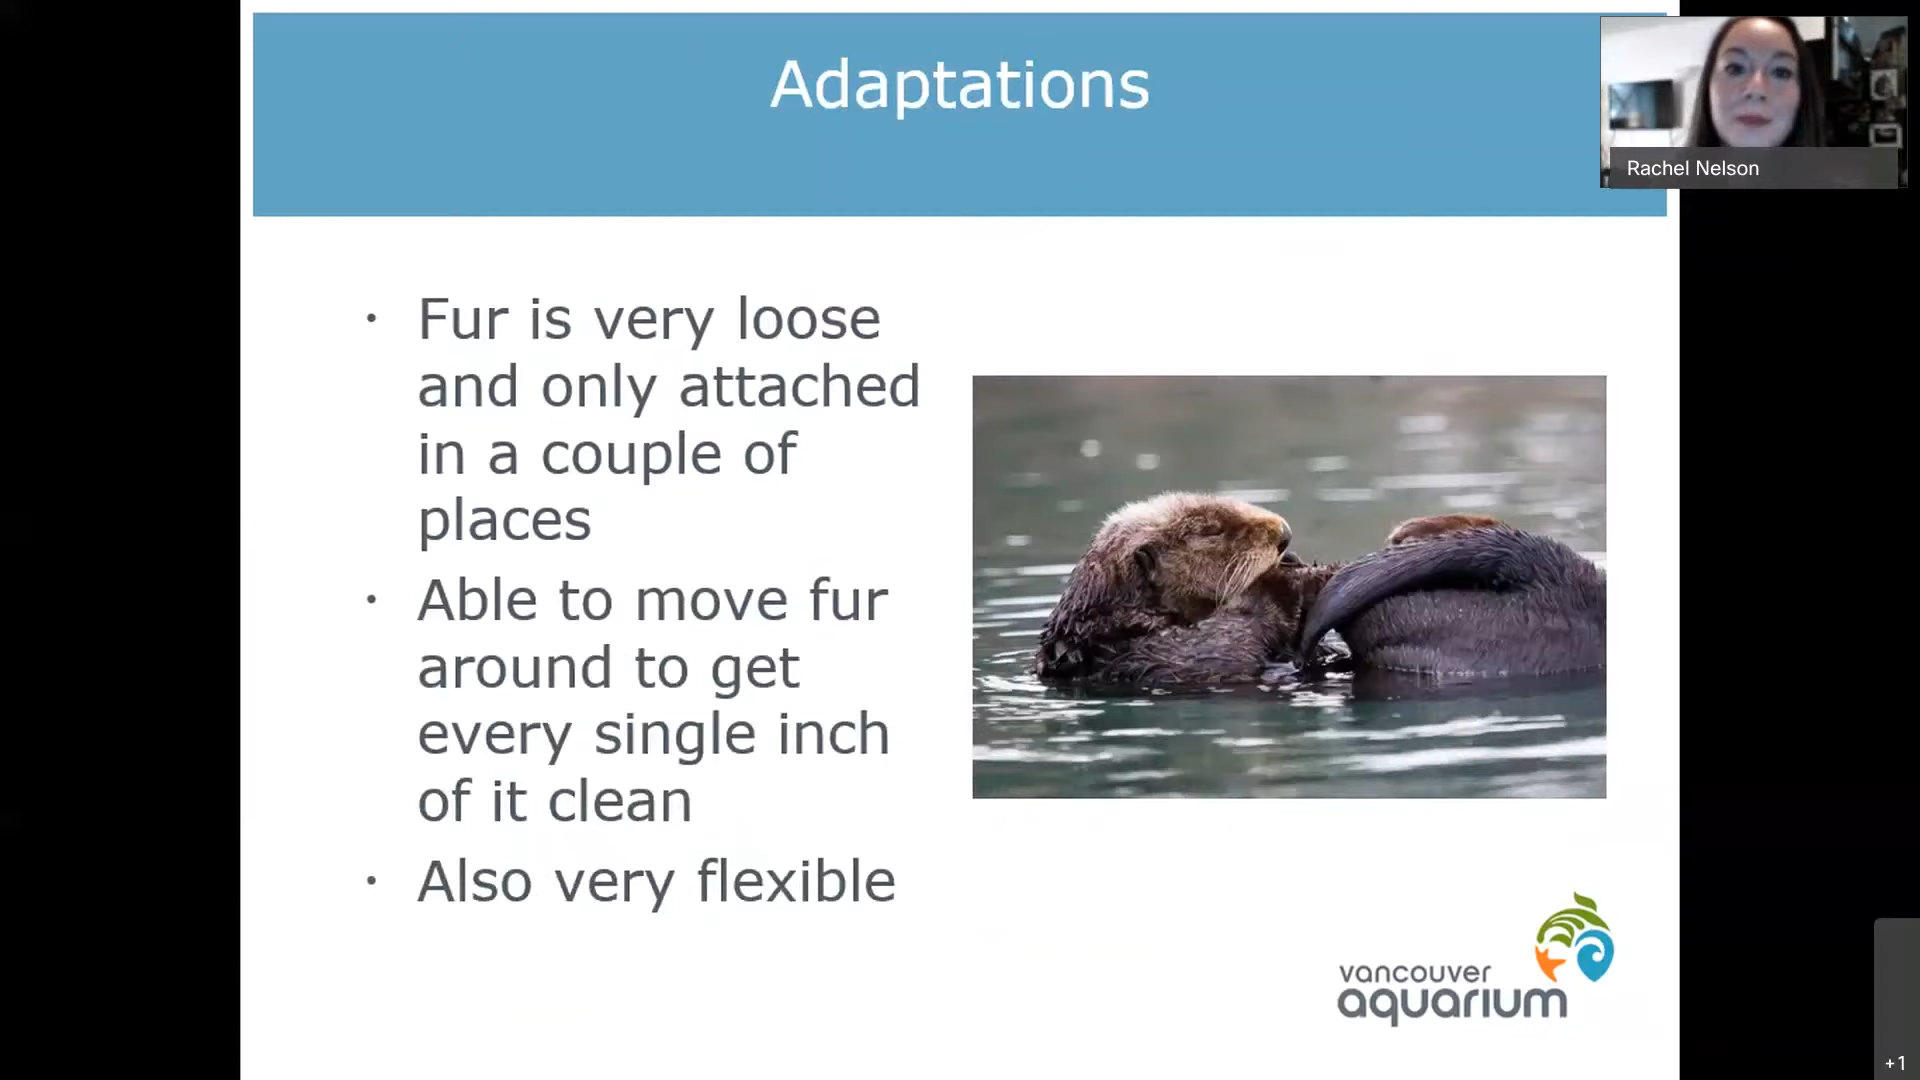 Adaptations
Rachel Nelson
• Fur is very loose
and only attached
in a couple of
places
• Able to move fur
around to get
every single inch
of it clean
• Also very flexible
vancouver
aquarium
+1